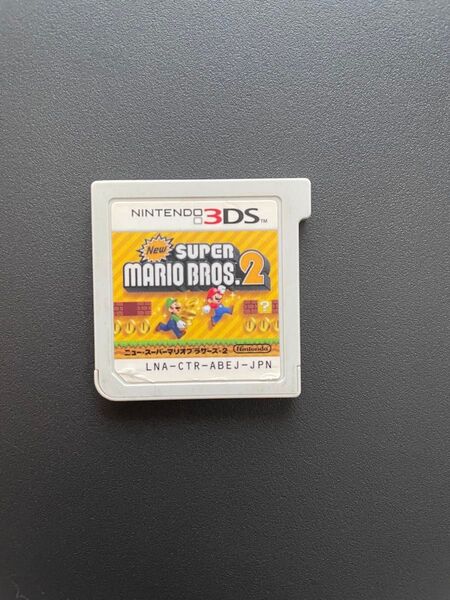 NINTENDO 3DS™
New SUPER
MARIO BROS. 2
?
ニュー・スーパーマリオブラザーズ・2
Nintendo
LNA-CTR-ABEJ-JPN